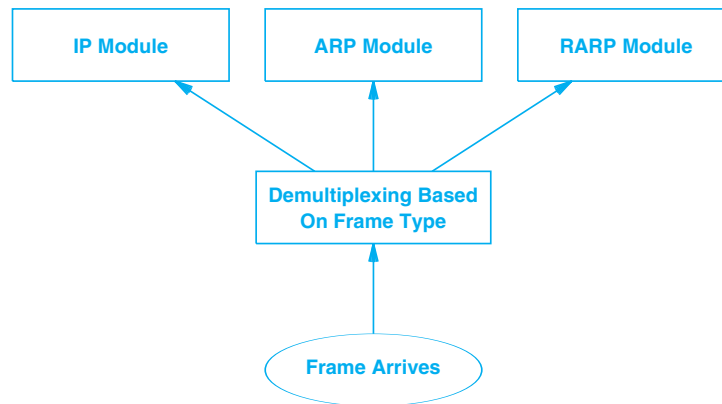 IP Module
ARP Module
RARP Module
Demultiplexing Based
On Frame Type
Frame Arrives